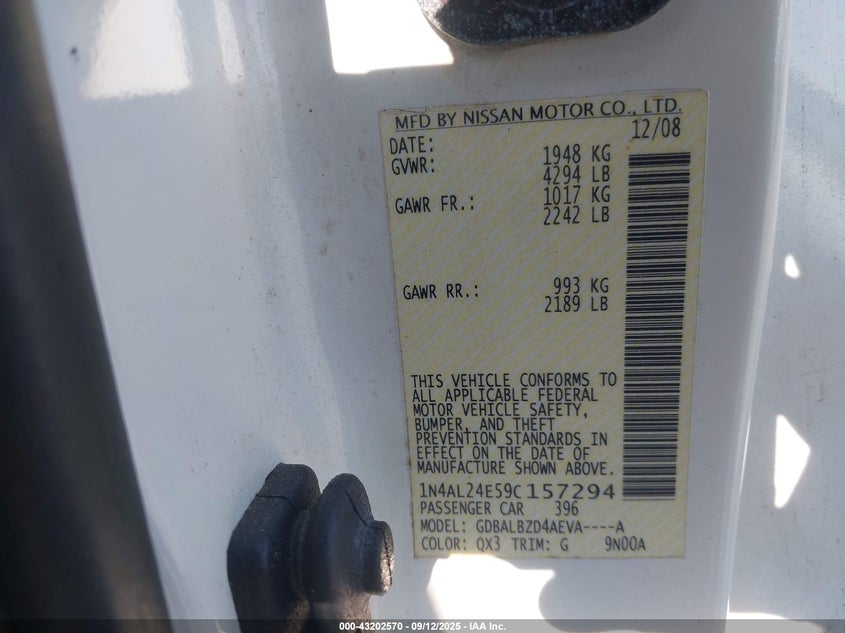 MFD BY NISSAN MOTOR CO., LTD.
DATE: 12/08
GVWR: 1948 KG
4294 LB
GAWR FR.: 1017 KG
2242 LB
GAWR RR.: 993 KG
2189 LB
THIS VEHICLE CONFORMS TO
ALL APPLICABLE FEDERAL
MOTOR VEHICLE SAFETY,
BUMPER, AND THEFT
PREVENTION STANDARDS IN
EFFECT ON THE DATE OF
MANUFACTURE SHOWN ABOVE.
1N4AL24E59C157294
PASSENGER CAR 396
MODEL: GDBALBZD4AEVA----A
COLOR: QX3 TRIM: G 9N00A
000-43202570 - 09/12/2025 - IAA Inc.